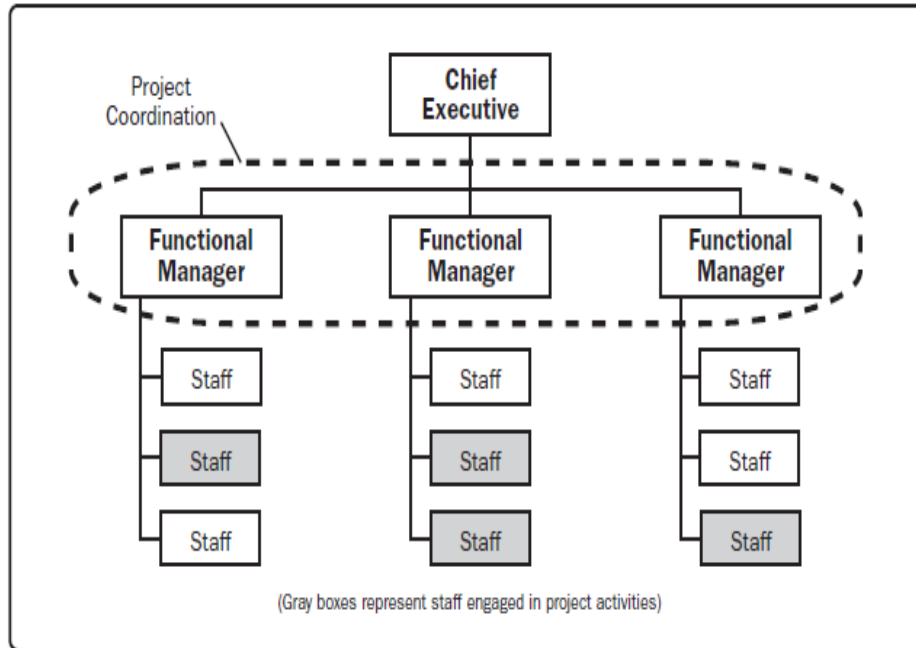 Chief
Executive
Project
Coordination
Functional
Manager
Functional
Manager
Functional
Manager
Staff
Staff
Staff
Staff
Staff
Staff
Staff
Staff
Staff
(Gray boxes represent staff engaged in project activities)